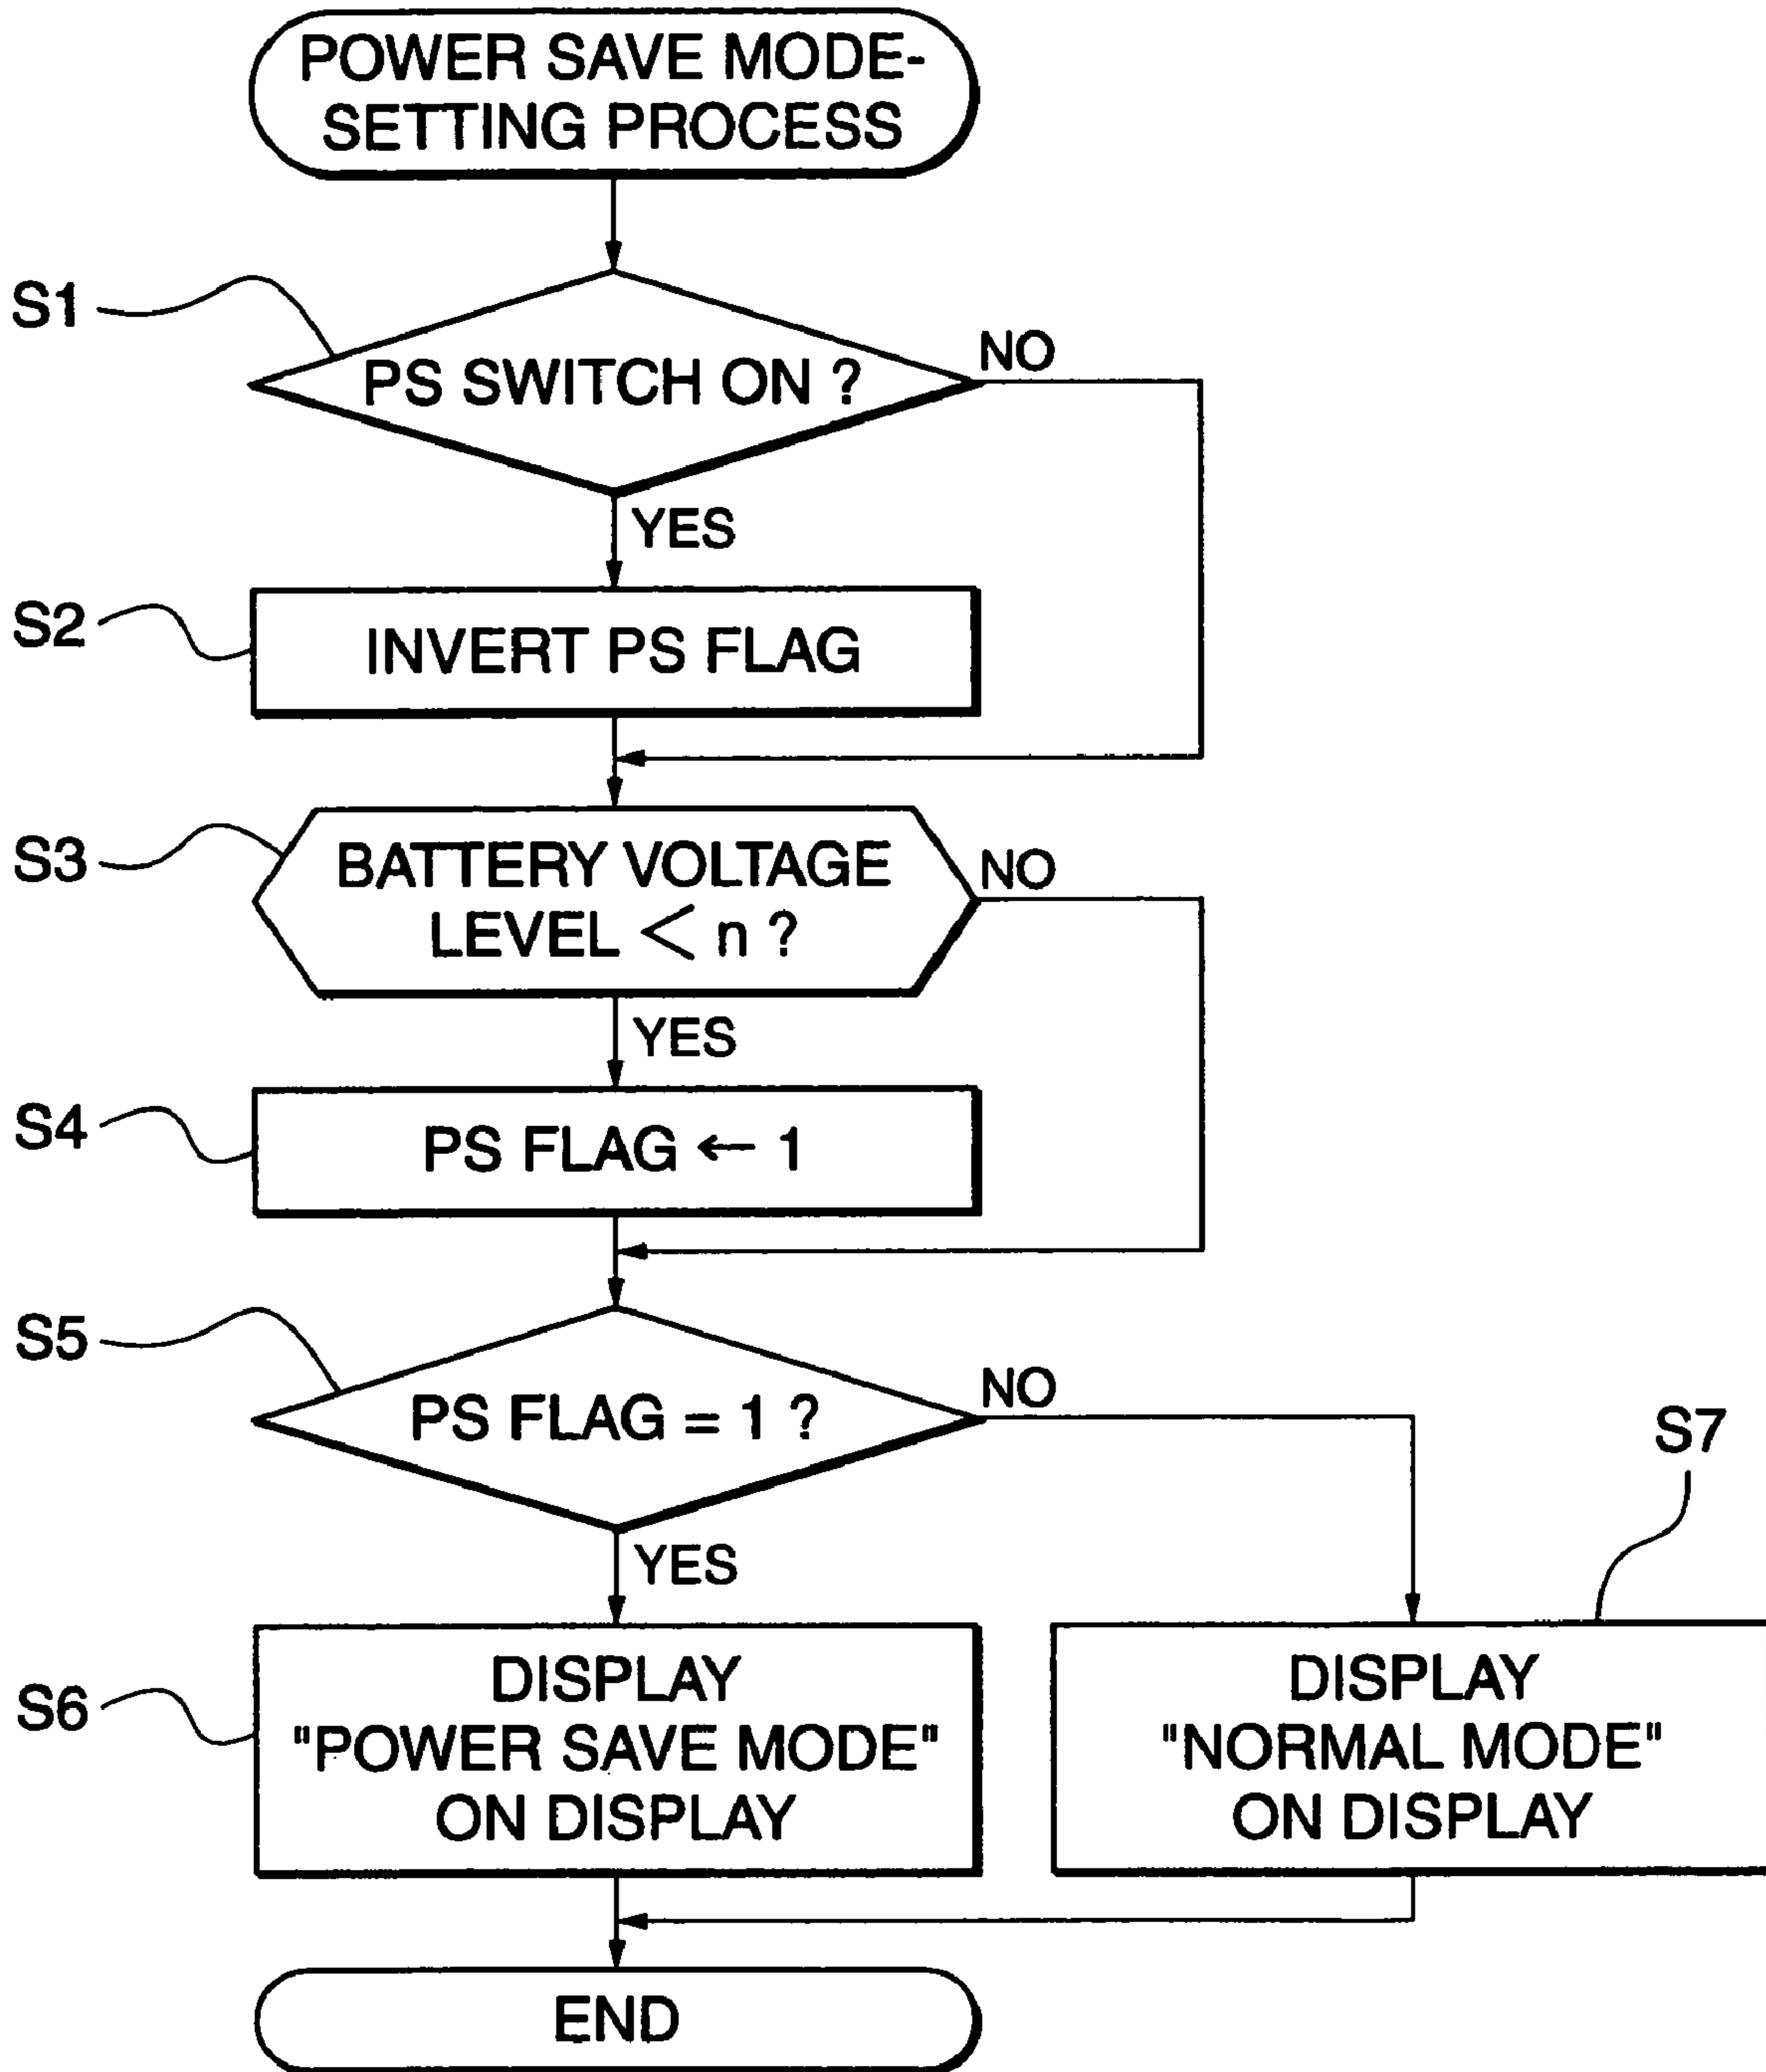 POWER SAVE MODE-
SETTING PROCESS
S1
PS SWITCH ON ?
NO
YES
S2
INVERT PS FLAG
S3
BATTERY VOLTAGE
LEVEL < n ?
NO
YES
S4
PS FLAG ← 1
S5
PS FLAG = 1 ?
NO
S7
YES
S6
DISPLAY
"POWER SAVE MODE"
ON DISPLAY
DISPLAY
"NORMAL MODE"
ON DISPLAY
END